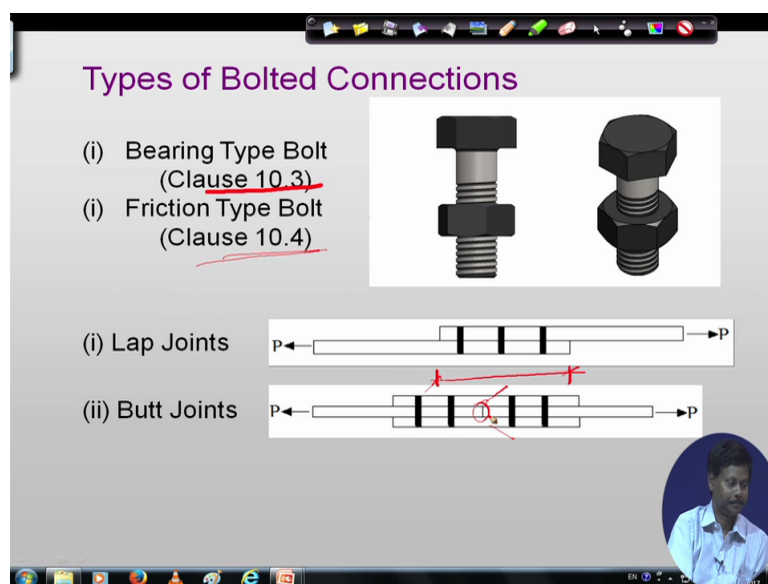 Types of Bolted Connections
(i) Bearing Type Bolt
(Clause 10.3)
(i) Friction Type Bolt
(Clause 10.4)
(i) Lap Joints
P
P
(ii) Butt Joints
P
P
EN